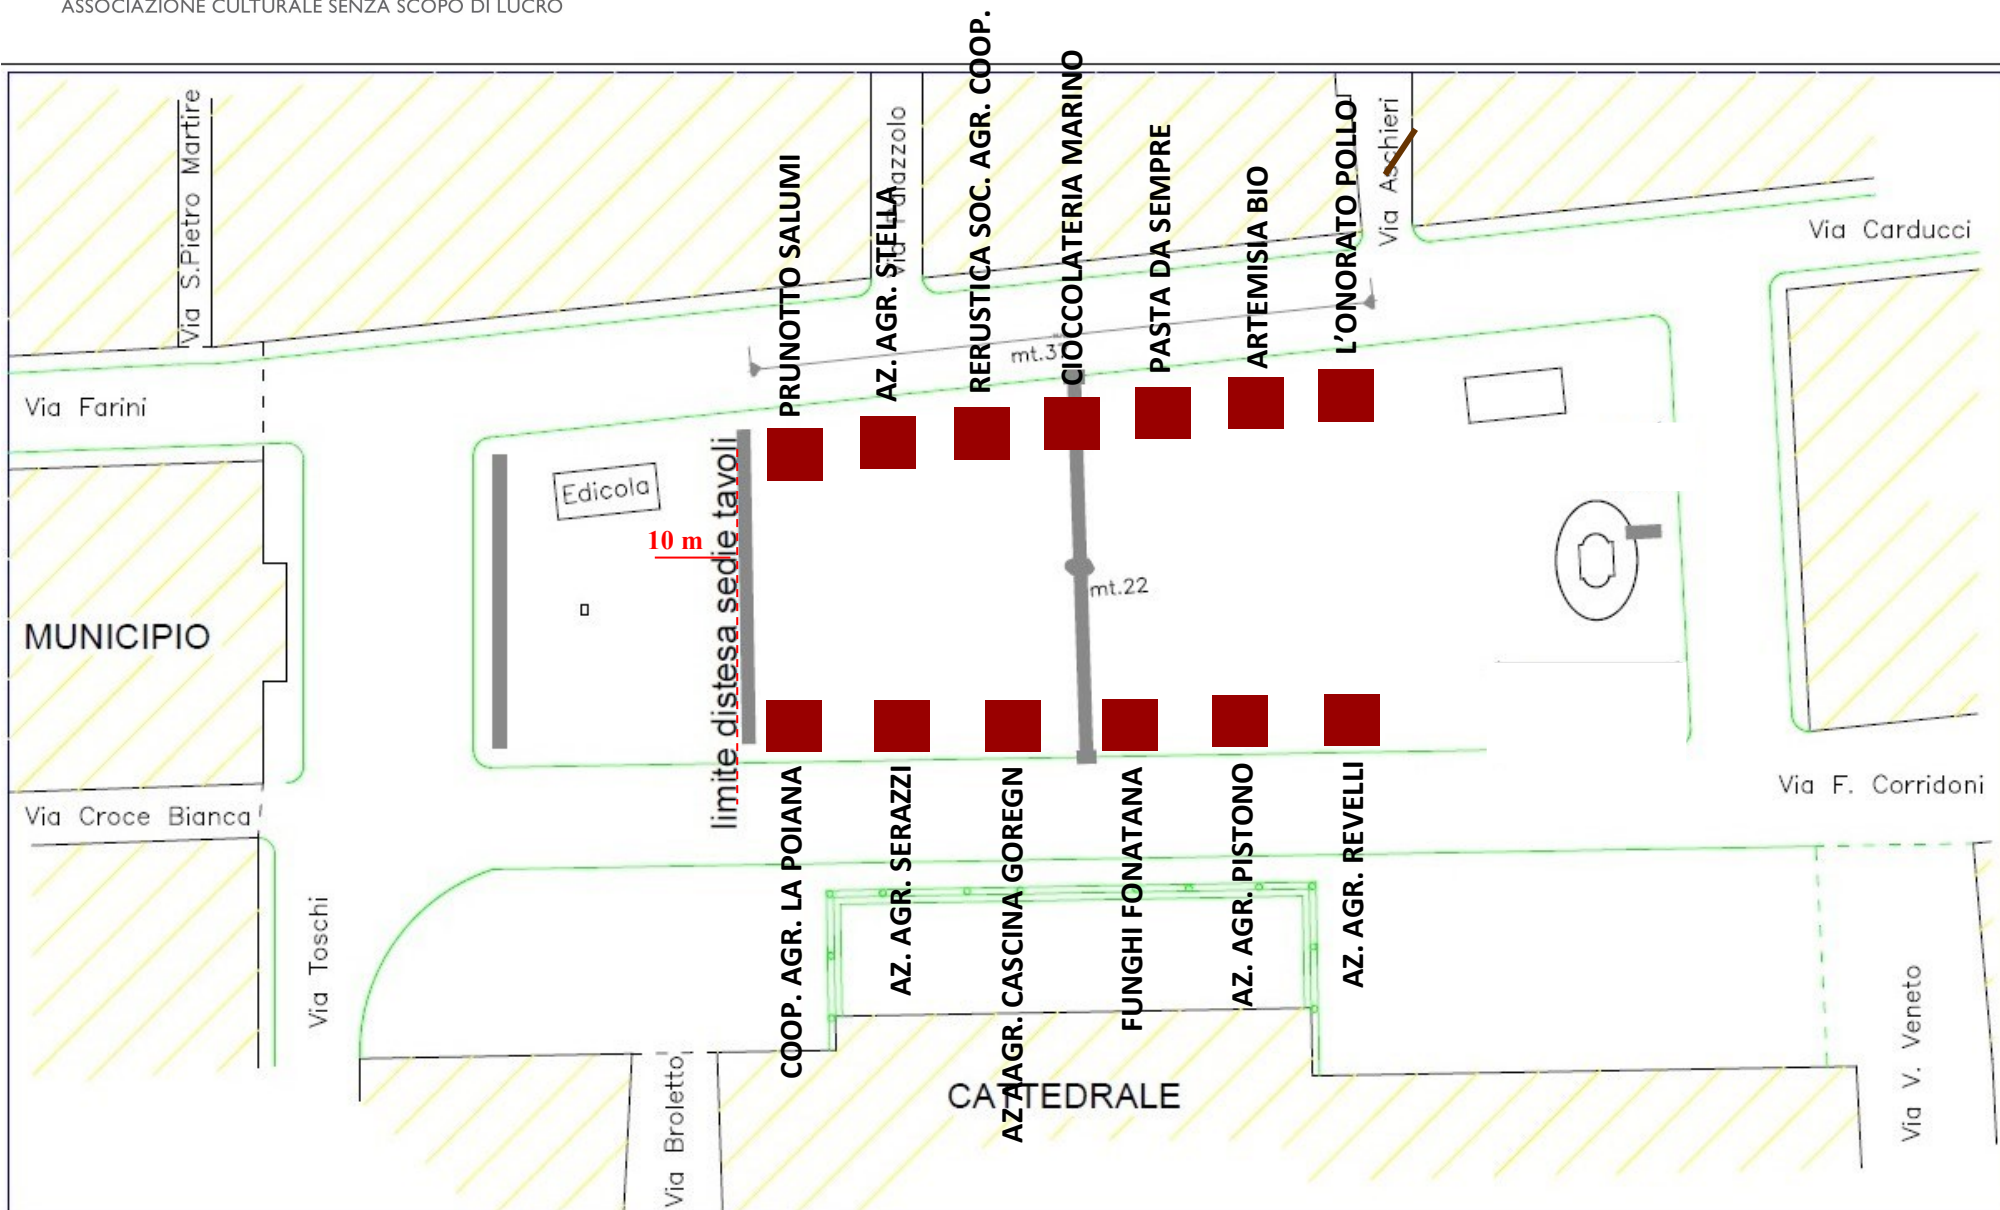 ASSOCIAZIONE CULTURALE SENZA SCOPO DI LUCRO
Via S.Pietro Martire
Via Palazzolo
Via Aschieri
Via Carducci
PRUNOTTO SALUMI
AZ. AGR. STELLA
RERUSTICA SOC. AGR. COOP.
CIOCCOLATERIA MARINO
PASTA DA SEMPRE
ARTEMISIA BIO
L'ONORATO POLLO
Via Farini
Edicola
10 m
limite distesa sedie tavoli
mt.22
MUNICIPIO
Via Croce Bianca
Via F. Corridoni
COOP. AGR. LA POIANA
AZ. AGR. SERAZZI
AZ AAGR. CASCINA GOREGN
FUNGHI FONATANA
AZ. AGR. PISTONO
AZ. AGR. REVELLI
Via Toschi
Via Broletto
CATTEDRALE
Via V. Veneto